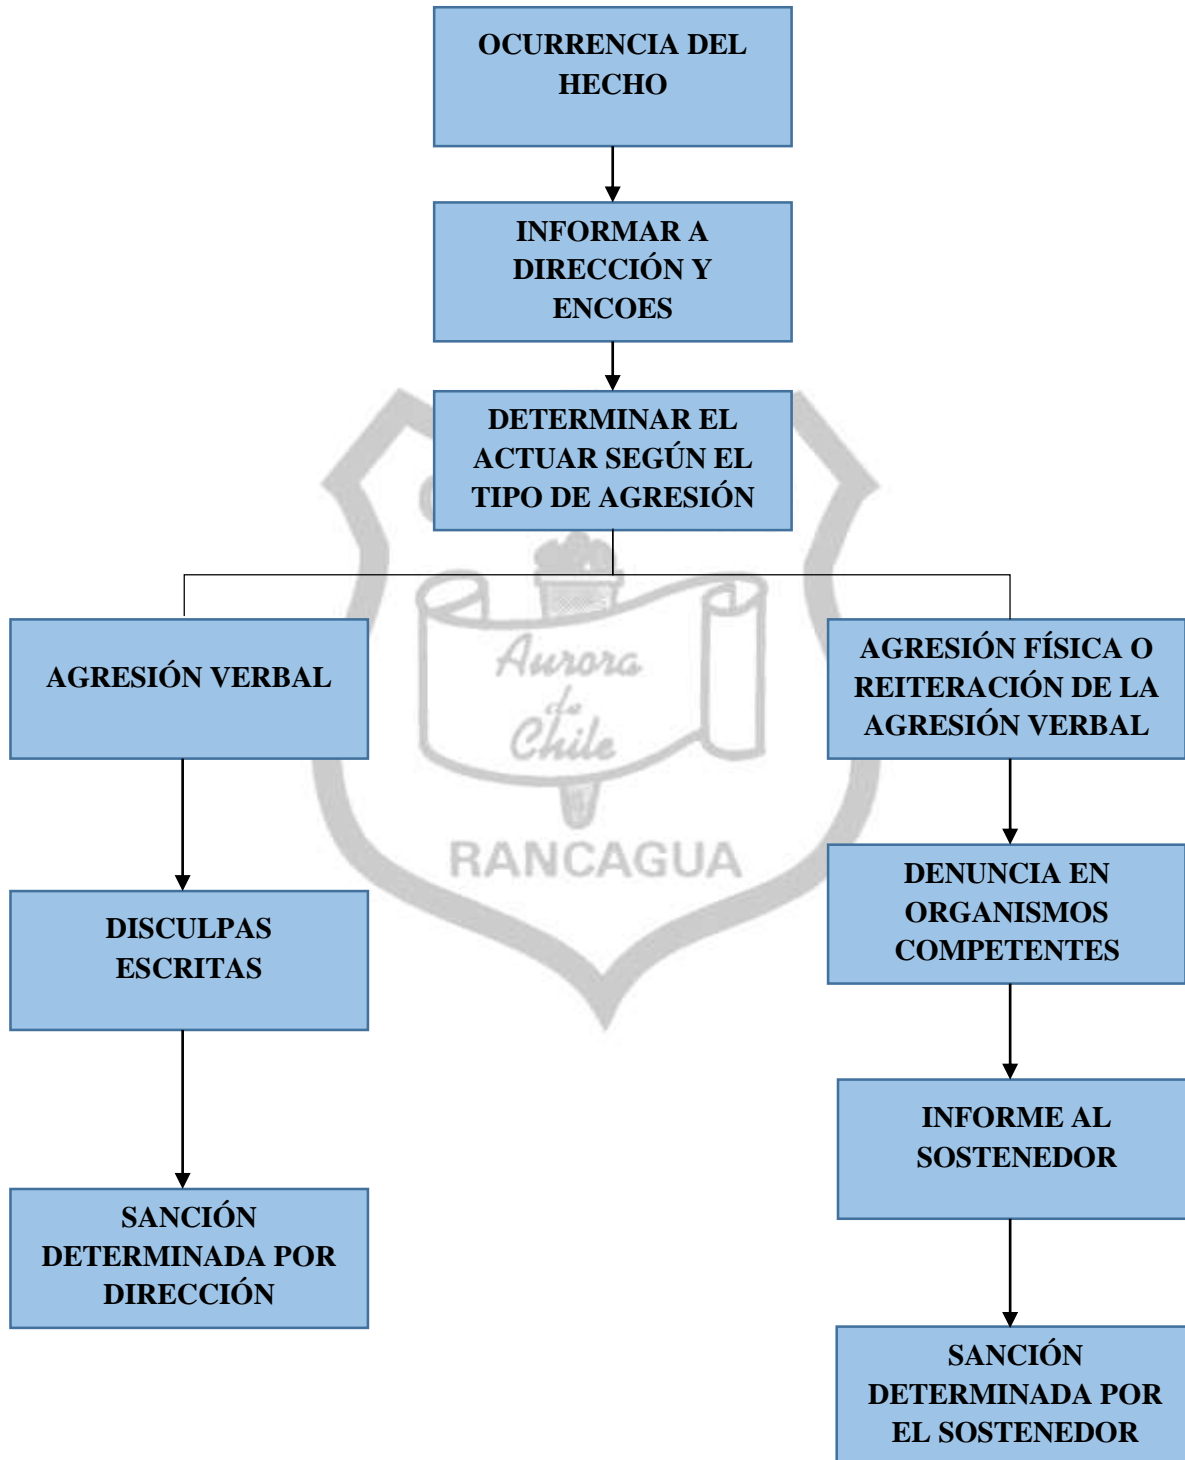 OCURRENCIA DEL
HECHO
INFORMAR A
DIRECCIÓN Y
ENCOES
DETERMINAR EL
ACTUAR SEGÚN EL
TIPO DE AGRESIÓN
AGRESIÓN VERBAL
DISCULPAS
ESCRITAS
SANCIÓN
DETERMINADA POR
DIRECCIÓN
AGRESIÓN FÍSICA O
REITERACIÓN DE LA
AGRESIÓN VERBAL
DENUNCIA EN
ORGANISMOS
COMPETENTES
INFORME AL
SOSTENEDOR
SANCIÓN
DETERMINADA POR
EL SOSTENEDOR
Aurora
de
Chile
RANCAGUA